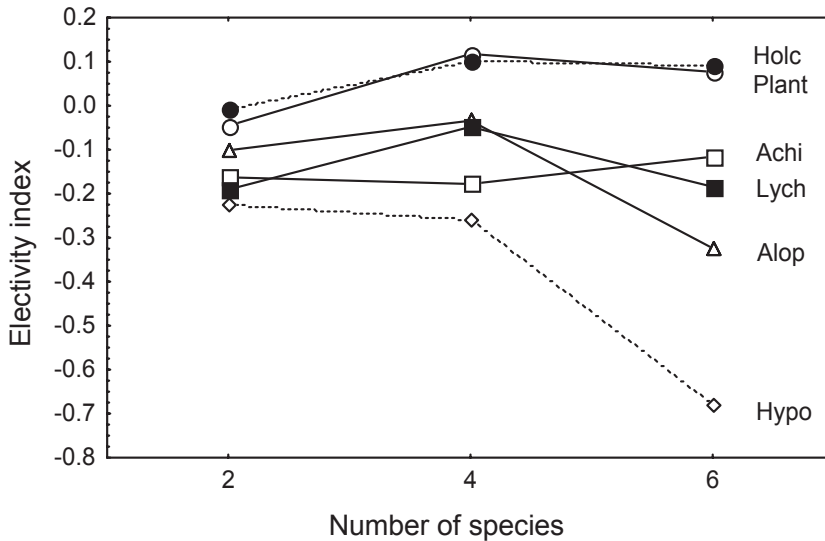 0.2
0.1
0.0
-0.1
-0.2
-0.3
-0.4
-0.5
-0.6
-0.7
-0.8
Electivity index
2 4 6
Number of species
Holc
Plant
Achi
Lych
Alop
Hypo